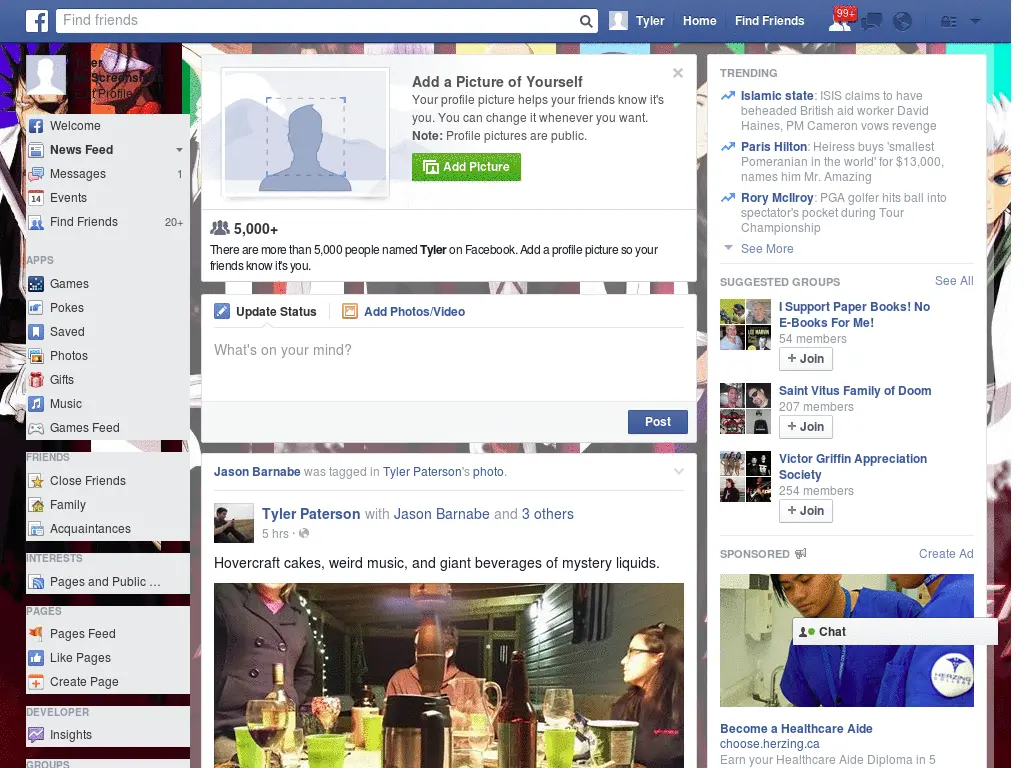 Find friends
Tyler
Home
Find Friends
99+
Tyler
Edit Profile
Welcome
News Feed
Messages 1
14 Events
Find Friends 20+
APPS
Games
Pokes
Saved
Photos
Gifts
Music
Games Feed
FRIENDS
Close Friends
Family
Acquaintances
INTERESTS
Pages and Public ...
PAGES
Pages Feed
Like Pages
Create Page
DEVELOPER
Insights
GROUPS
Add a Picture of Yourself
Your profile picture helps your friends know it's
you. You can change it whenever you want.
Note: Profile pictures are public.
Add Picture
5,000+
There are more than 5,000 people named Tyler on Facebook. Add a profile picture so your
friends know it's you.
Update Status
Add Photos/Video
What's on your mind?
Post
Jason Barnabe was tagged in Tyler Paterson's photo.
Tyler Paterson with Jason Barnabe and 3 others
5 hrs ·
Hovercraft cakes, weird music, and giant beverages of mystery liquids.
TRENDING
Islamic state: ISIS claims to have
beheaded British aid worker David
Haines, PM Cameron vows revenge
Paris Hilton: Heiress buys 'smallest
Pomeranian in the world' for $13,000,
names him Mr. Amazing
Rory McIlroy: PGA golfer hits ball into
spectator's pocket during Tour
Championship
See More
SUGGESTED GROUPS See All
I Support Paper Books! No
E-Books For Me!
54 members
+ Join
Saint Vitus Family of Doom
207 members
+ Join
Victor Griffin Appreciation
Society
254 members
+ Join
SPONSORED Create Ad
Chat
HERZING
COLLEGE
Become a Healthcare Aide
choose.herzing.ca
Earn your Healthcare Aide Diploma in 5